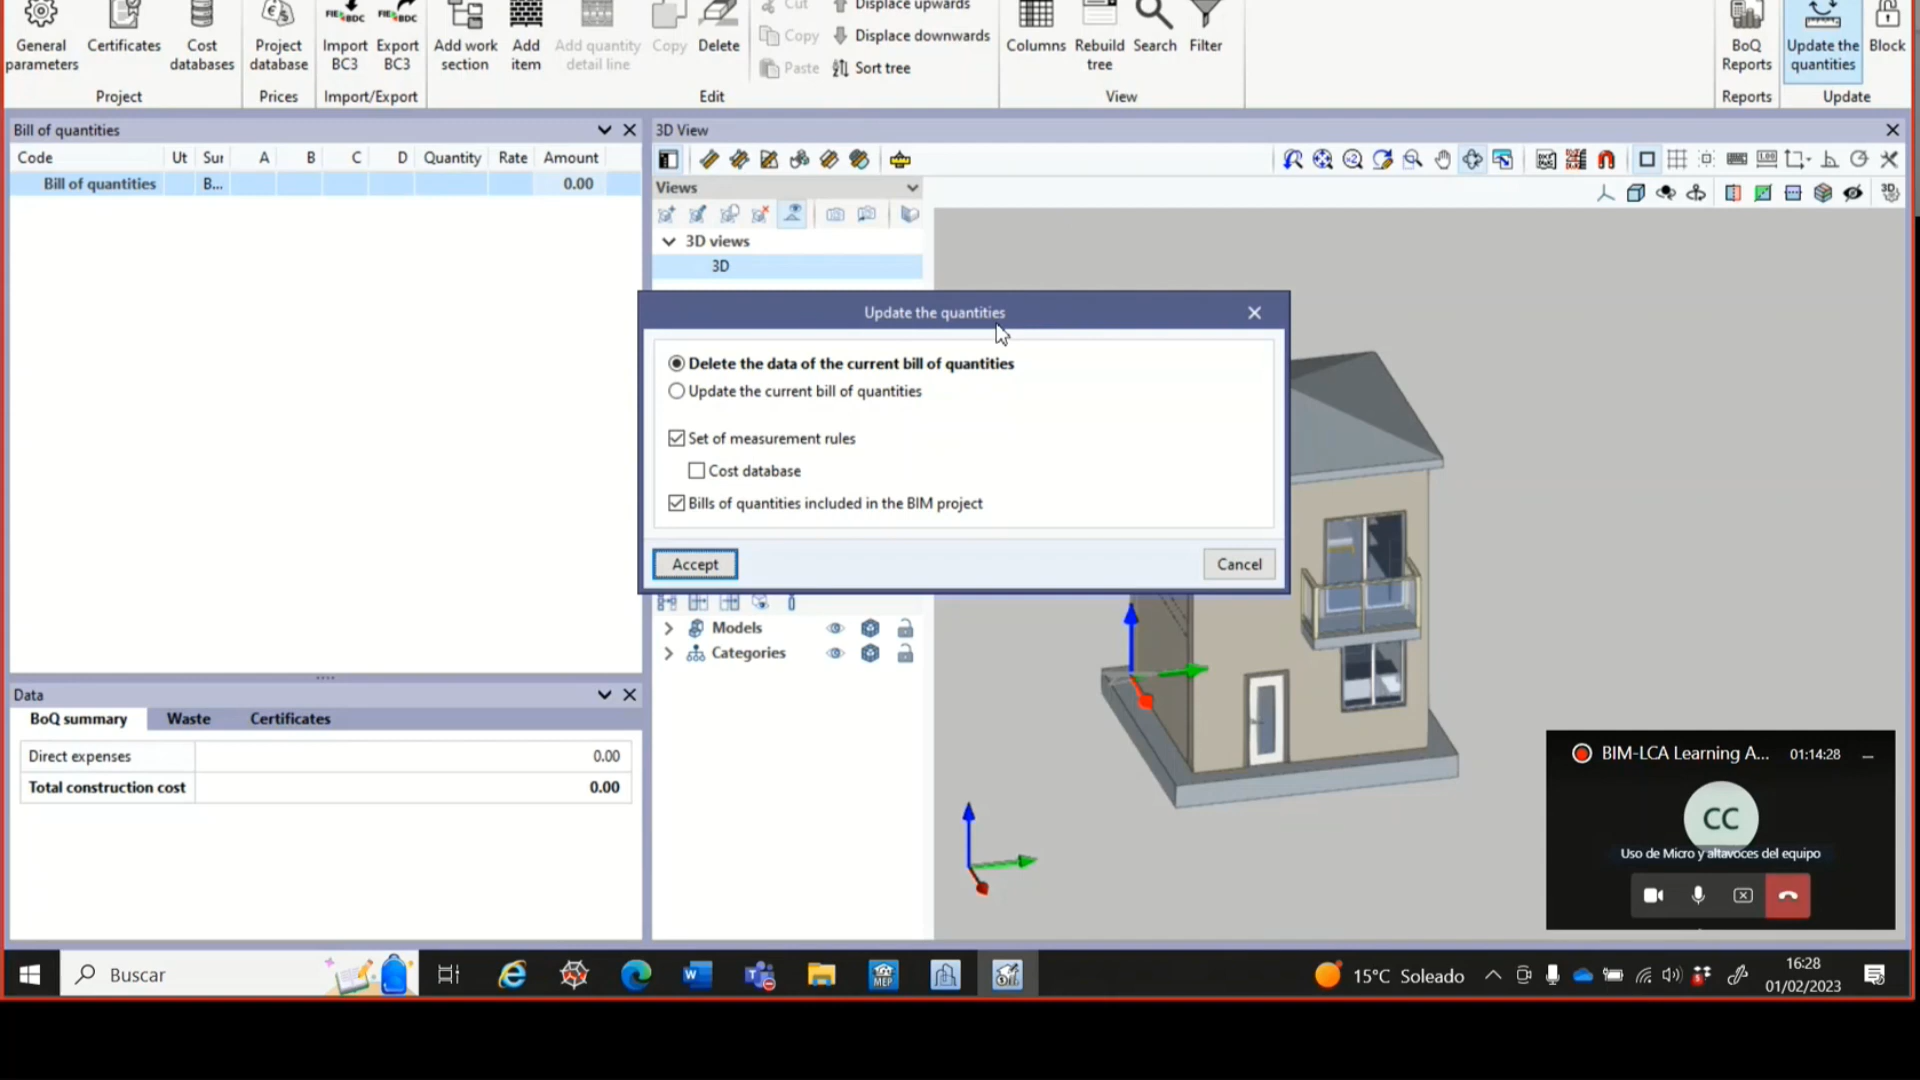 Cut
Displace upwards
General parameters
Certificates
Cost databases
Project database
Import BC3
Export BC3
Add work section
Add item
Add quantity detail line
Copy
Delete
Copy
Displace downwards
Paste
Sort tree
Columns
Rebuild tree
Search
Filter
BoQ Reports
Update the quantities
Block
Project
Prices
Import/Export
Edit
View
Reports
Update
Bill of quantities
3D View
Code Ut Sur A B C D Quantity Rate Amount
Bill of quantities B... 0.00
Views
3D views
3D
Update the quantities
Delete the data of the current bill of quantities
Update the current bill of quantities
Set of measurement rules
Cost database
Bills of quantities included in the BIM project
Accept
Cancel
Models
Categories
Data
BoQ summary Waste Certificates
Direct expenses 0.00
Total construction cost 0.00
BIM-LCA Learning A... 01:14:28
CC
Uso de Micro y altavoces del equipo
Buscar
15°C Soleado
16:28
01/02/2023